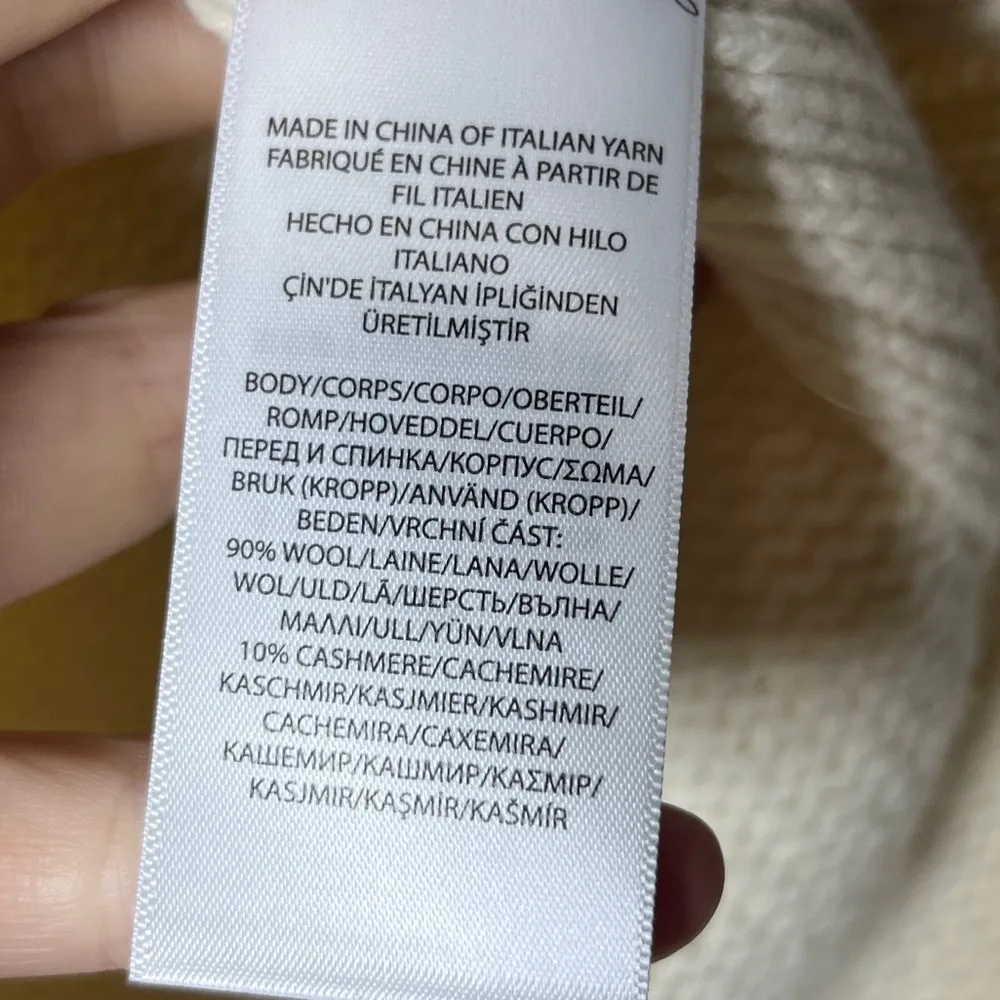 MADE IN CHINA OF ITALIAN YARN
FABRIQUÉ EN CHINE À PARTIR DE
FIL ITALIEN
HECHO EN CHINA CON HILO
ITALIANO
ÇİN'DE İTALYAN İPLİĞİNDEN
ÜRETİLMİŞTİR
BODY/CORPS/CORPO/OBERTEIL/
ROMP/HOVEDDEL/CUERPO/
ПЕРЕД И СПИНКА/КОРПУС/ΣΩΜΑ/
BRUK (KROPP)/ANVÄND (KROPP)/
BEDEN/VRCHNÍ ČÁST:
90% WOOL/LAINE/LANA/WOLLE/
WOL/ULD/LÃ/ШЕРСТЬ/ВЪЛНА/
ΜΑΛΛΙ/ULL/YÜN/VLNA
10% CASHMERE/CACHEMIRE/
KASCHMIR/KASJMIER/KASHMIR/
CACHEMIRA/CAXEMIRA/
КАШЕМИР/КАШМИР/ΚΑΣΜΙΡ/
KASJMIR/KAŞMİR/KAŠMÍR